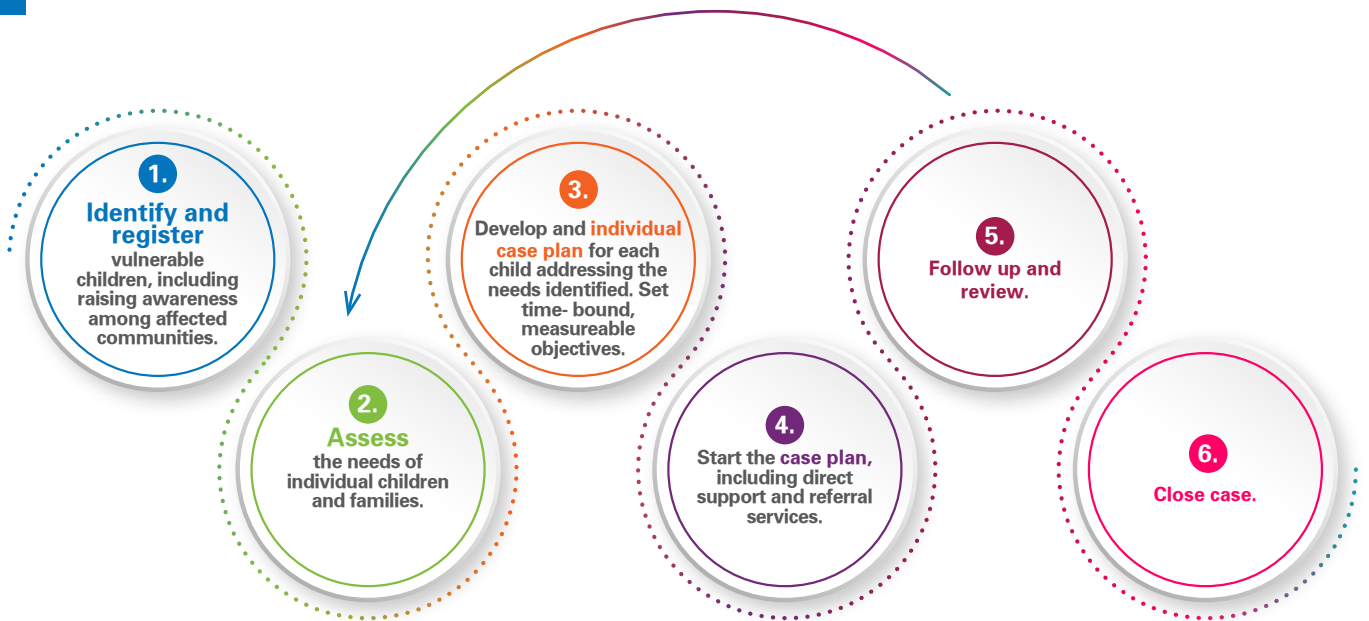 1.
Identify and
register
vulnerable
children, including
raising awareness
among affected
communities.
2.
Assess
the needs of
individual children
and families.
3.
Develop and individual
case plan for each
child addressing the
needs identified. Set
time- bound,
measureable
objectives.
4.
Start the case plan,
including direct
support and referral
services.
5.
Follow up and
review.
6.
Close case.